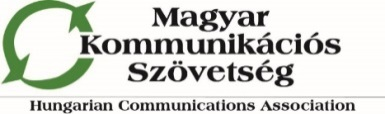 Magyar
Kommunikációs
Szövetség
Hungarian Communications Association